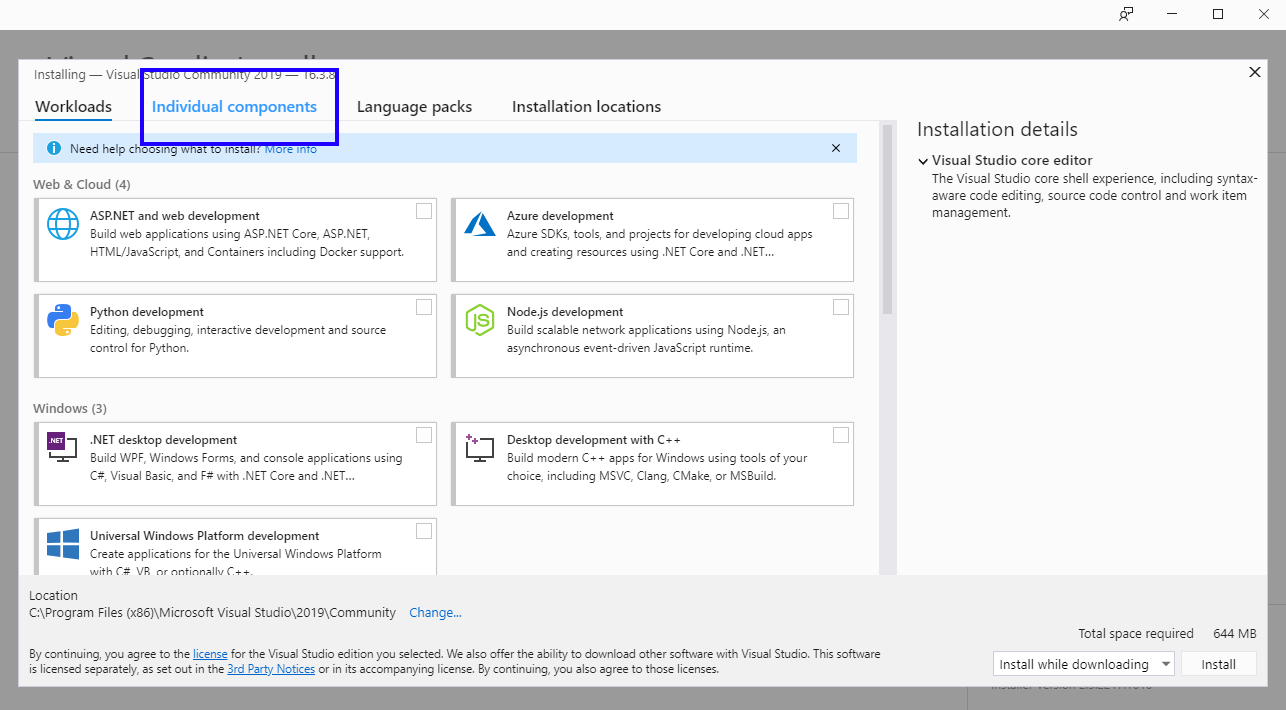 Installing — Visual Studio Community 2019 — 16.3.8
Workloads
Individual components
Language packs
Installation locations
Need help choosing what to install? More info
Web & Cloud (4)
ASP.NET and web development
Build web applications using ASP.NET Core, ASP.NET,
HTML/JavaScript, and Containers including Docker support.
Azure development
Azure SDKs, tools, and projects for developing cloud apps
and creating resources using .NET Core and .NET...
Python development
Editing, debugging, interactive development and source
control for Python.
JS
Node.js development
Build scalable network applications using Node.js, an
asynchronous event-driven JavaScript runtime.
Windows (3)
.NET
.NET desktop development
Build WPF, Windows Forms, and console applications using
C#, Visual Basic, and F# with .NET Core and .NET...
Desktop development with C++
Build modern C++ apps for Windows using tools of your
choice, including MSVC, Clang, CMake, or MSBuild.
Universal Windows Platform development
Create applications for the Universal Windows Platform
with C#, VB, or optionally C++.
Installation details
Visual Studio core editor
The Visual Studio core shell experience, including syntax-
aware code editing, source code control and work item
management.
Location
C:\Program Files (x86)\Microsoft Visual Studio\2019\Community Change...
Total space required 644 MB
By continuing, you agree to the license for the Visual Studio edition you selected. We also offer the ability to download other software with Visual Studio. This software
is licensed separately, as set out in the 3rd Party Notices or in its accompanying license. By continuing, you also agree to those licenses.
Install while downloading
Install